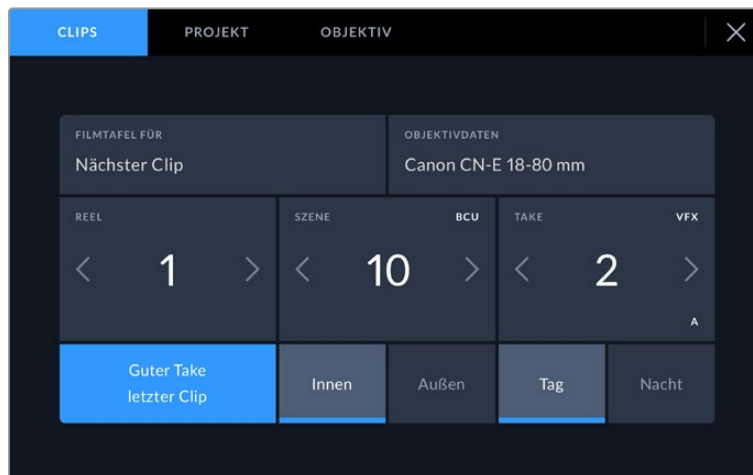 CLIPS PROJEKT OBJEKTIV
FILMTAFEL FÜR OBJEKTIVDATEN
Nächster Clip Canon CN-E 18-80 mm
REEL SZENE BCU TAKE VFX
1 10 2
A
Guter Take
letzter Clip
Innen Außen Tag Nacht